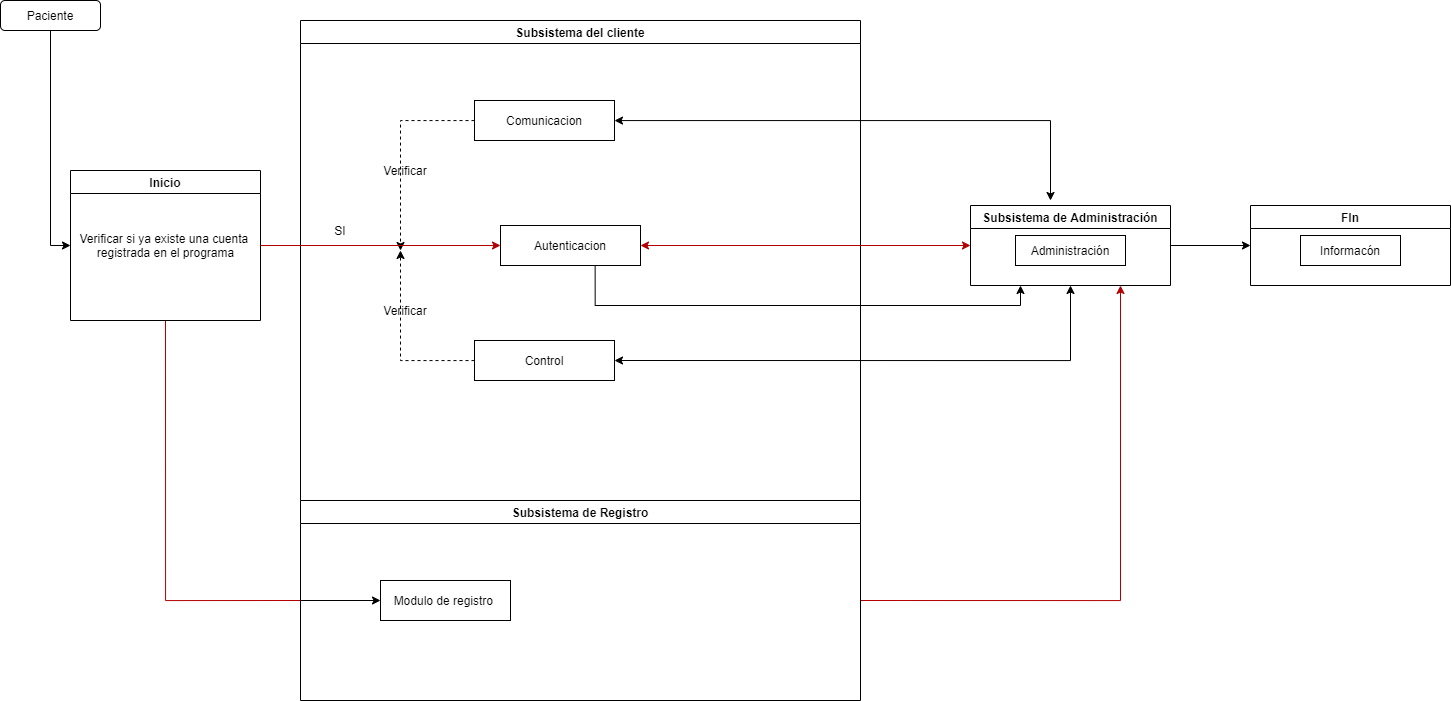 Paciente
Subsistema del cliente
Comunicacion
Verificar
Inicio
Verificar si ya existe una cuenta
registrada en el programa
SI
Autenticacion
Subsistema de Administración
Administración
FIn
Informacón
Verificar
Control
Subsistema de Registro
Modulo de registro